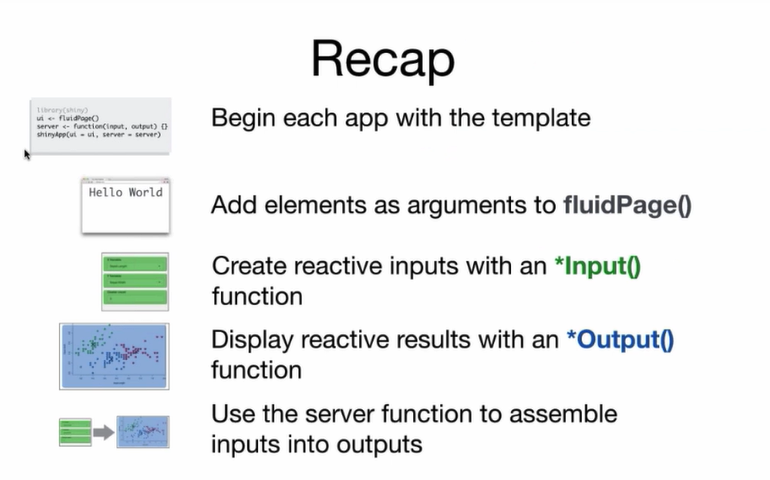 Recap
library(shiny)
ui <- fluidPage()
server <- function(input, output) {}
shinyApp(ui = ui, server = server)
Begin each app with the template
Hello World
Add elements as arguments to fluidPage()
Create reactive inputs with an *Input()
function
Display reactive results with an *Output()
function
Use the server function to assemble
inputs into outputs